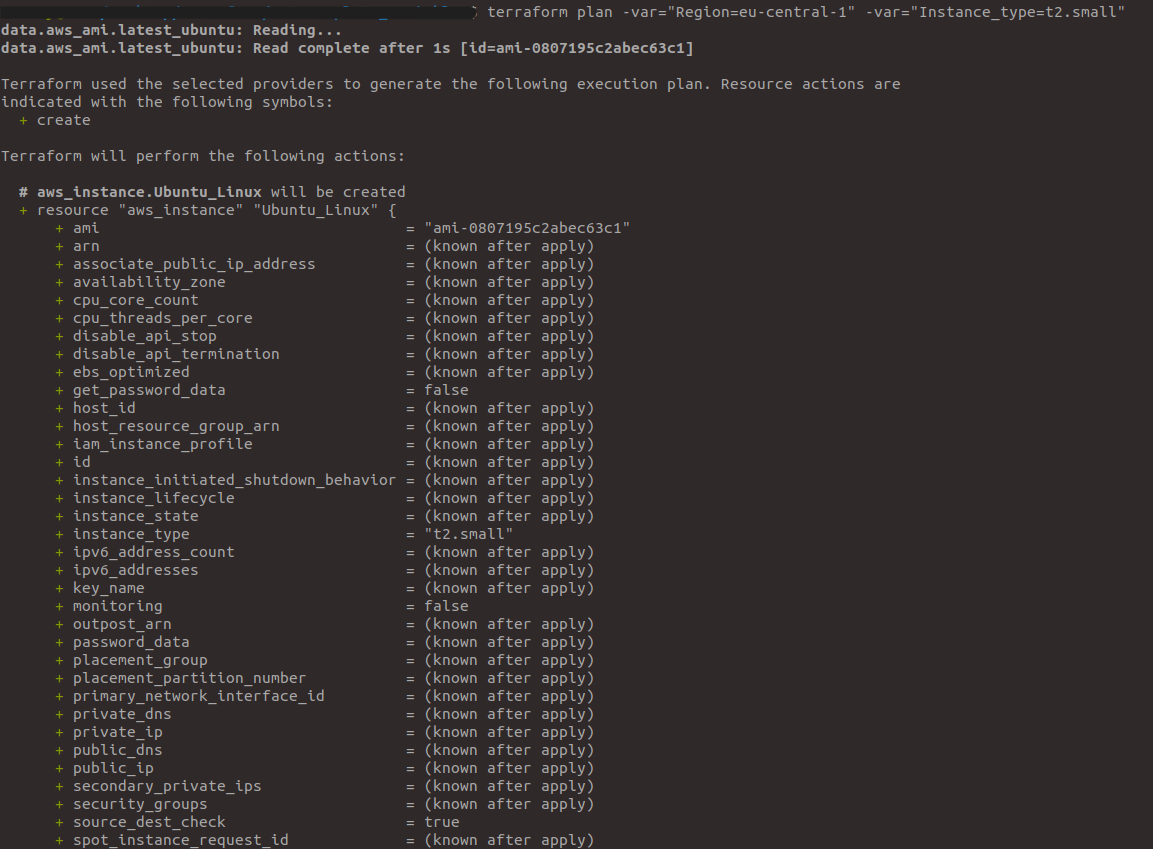 terraform plan -var="Region=eu-central-1" -var="Instance_type=t2.small"
data.aws_ami.latest_ubuntu: Reading...
data.aws_ami.latest_ubuntu: Read complete after 1s [id=ami-0807195c2abec63c1]
Terraform used the selected providers to generate the following execution plan. Resource actions are
indicated with the following symbols:
+ create
Terraform will perform the following actions:
# aws_instance.Ubuntu_Linux will be created
+ resource "aws_instance" "Ubuntu_Linux" {
+ ami = "ami-0807195c2abec63c1"
+ arn = (known after apply)
+ associate_public_ip_address = (known after apply)
+ availability_zone = (known after apply)
+ cpu_core_count = (known after apply)
+ cpu_threads_per_core = (known after apply)
+ disable_api_stop = (known after apply)
+ disable_api_termination = (known after apply)
+ ebs_optimized = (known after apply)
+ get_password_data = false
+ host_id = (known after apply)
+ host_resource_group_arn = (known after apply)
+ iam_instance_profile = (known after apply)
+ id = (known after apply)
+ instance_initiated_shutdown_behavior = (known after apply)
+ instance_lifecycle = (known after apply)
+ instance_state = (known after apply)
+ instance_type = "t2.small"
+ ipv6_address_count = (known after apply)
+ ipv6_addresses = (known after apply)
+ key_name = (known after apply)
+ monitoring = false
+ outpost_arn = (known after apply)
+ password_data = (known after apply)
+ placement_group = (known after apply)
+ placement_partition_number = (known after apply)
+ primary_network_interface_id = (known after apply)
+ private_dns = (known after apply)
+ private_ip = (known after apply)
+ public_dns = (known after apply)
+ public_ip = (known after apply)
+ secondary_private_ips = (known after apply)
+ security_groups = (known after apply)
+ source_dest_check = true
+ spot_instance_request_id = (known after apply)